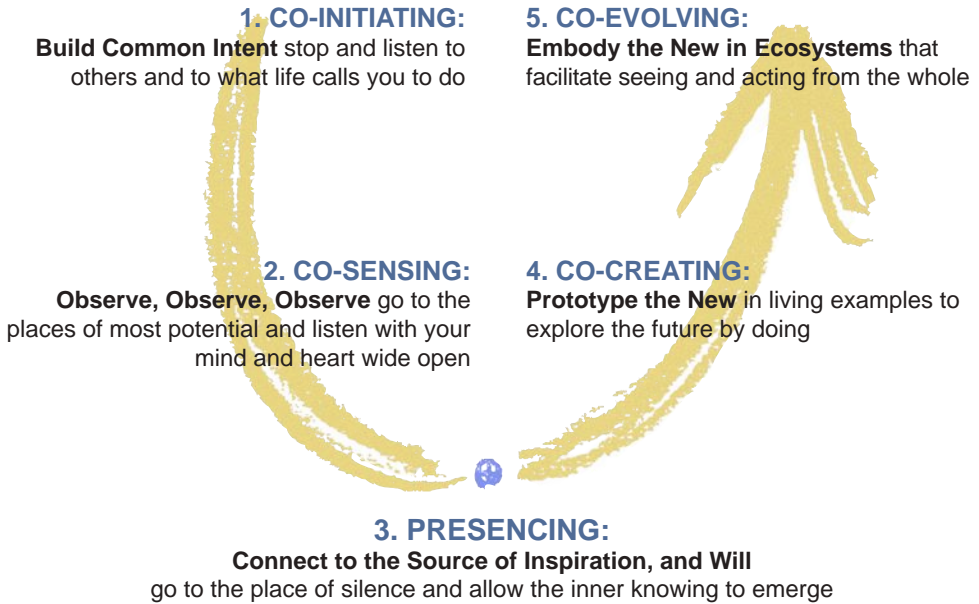 1. CO-INITIATING:
Build Common Intent stop and listen to
others and to what life calls you to do
2. CO-SENSING:
Observe, Observe, Observe go to the
places of most potential and listen with your
mind and heart wide open
3. PRESENCING:
Connect to the Source of Inspiration, and Will
go to the place of silence and allow the inner knowing to emerge
4. CO-CREATING:
Prototype the New in living examples to
explore the future by doing
5. CO-EVOLVING:
Embody the New in Ecosystems that
facilitate seeing and acting from the whole